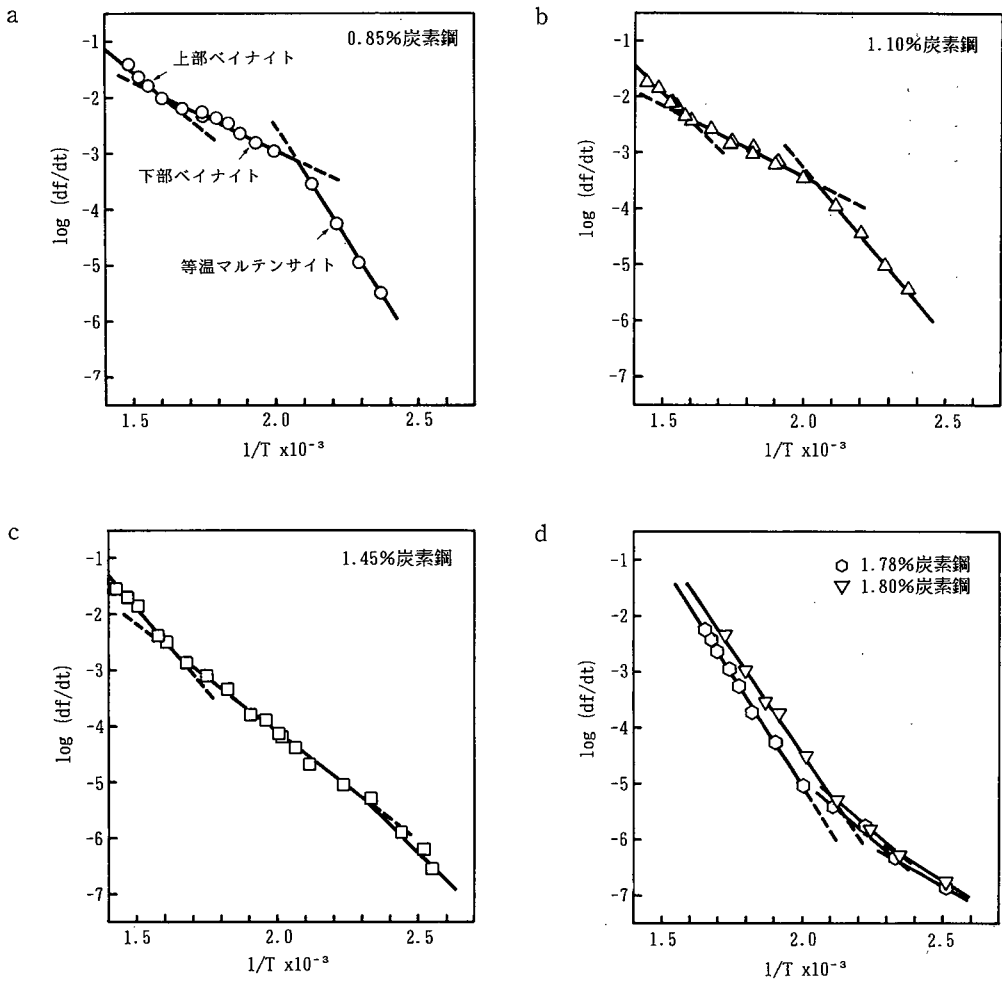 a
0.85%炭素鋼
-1
-2
-3
-4
-5
-6
-7
log (df/dt)
上部ベイナイト
下部ベイナイト
等温マルテンサイト
1.5 2.0 2.5
1/T x10⁻³
b
1.10%炭素鋼
-1
-2
-3
-4
-5
-6
-7
log (df/dt)
1.5 2.0 2.5
1/T x10⁻³
c
1.45%炭素鋼
-1
-2
-3
-4
-5
-6
-7
log (df/dt)
1.5 2.0 2.5
1/T x10⁻³
d
1.78%炭素鋼
1.80%炭素鋼
-1
-2
-3
-4
-5
-6
-7
log (df/dt)
1.5 2.0 2.5
1/T x10⁻³